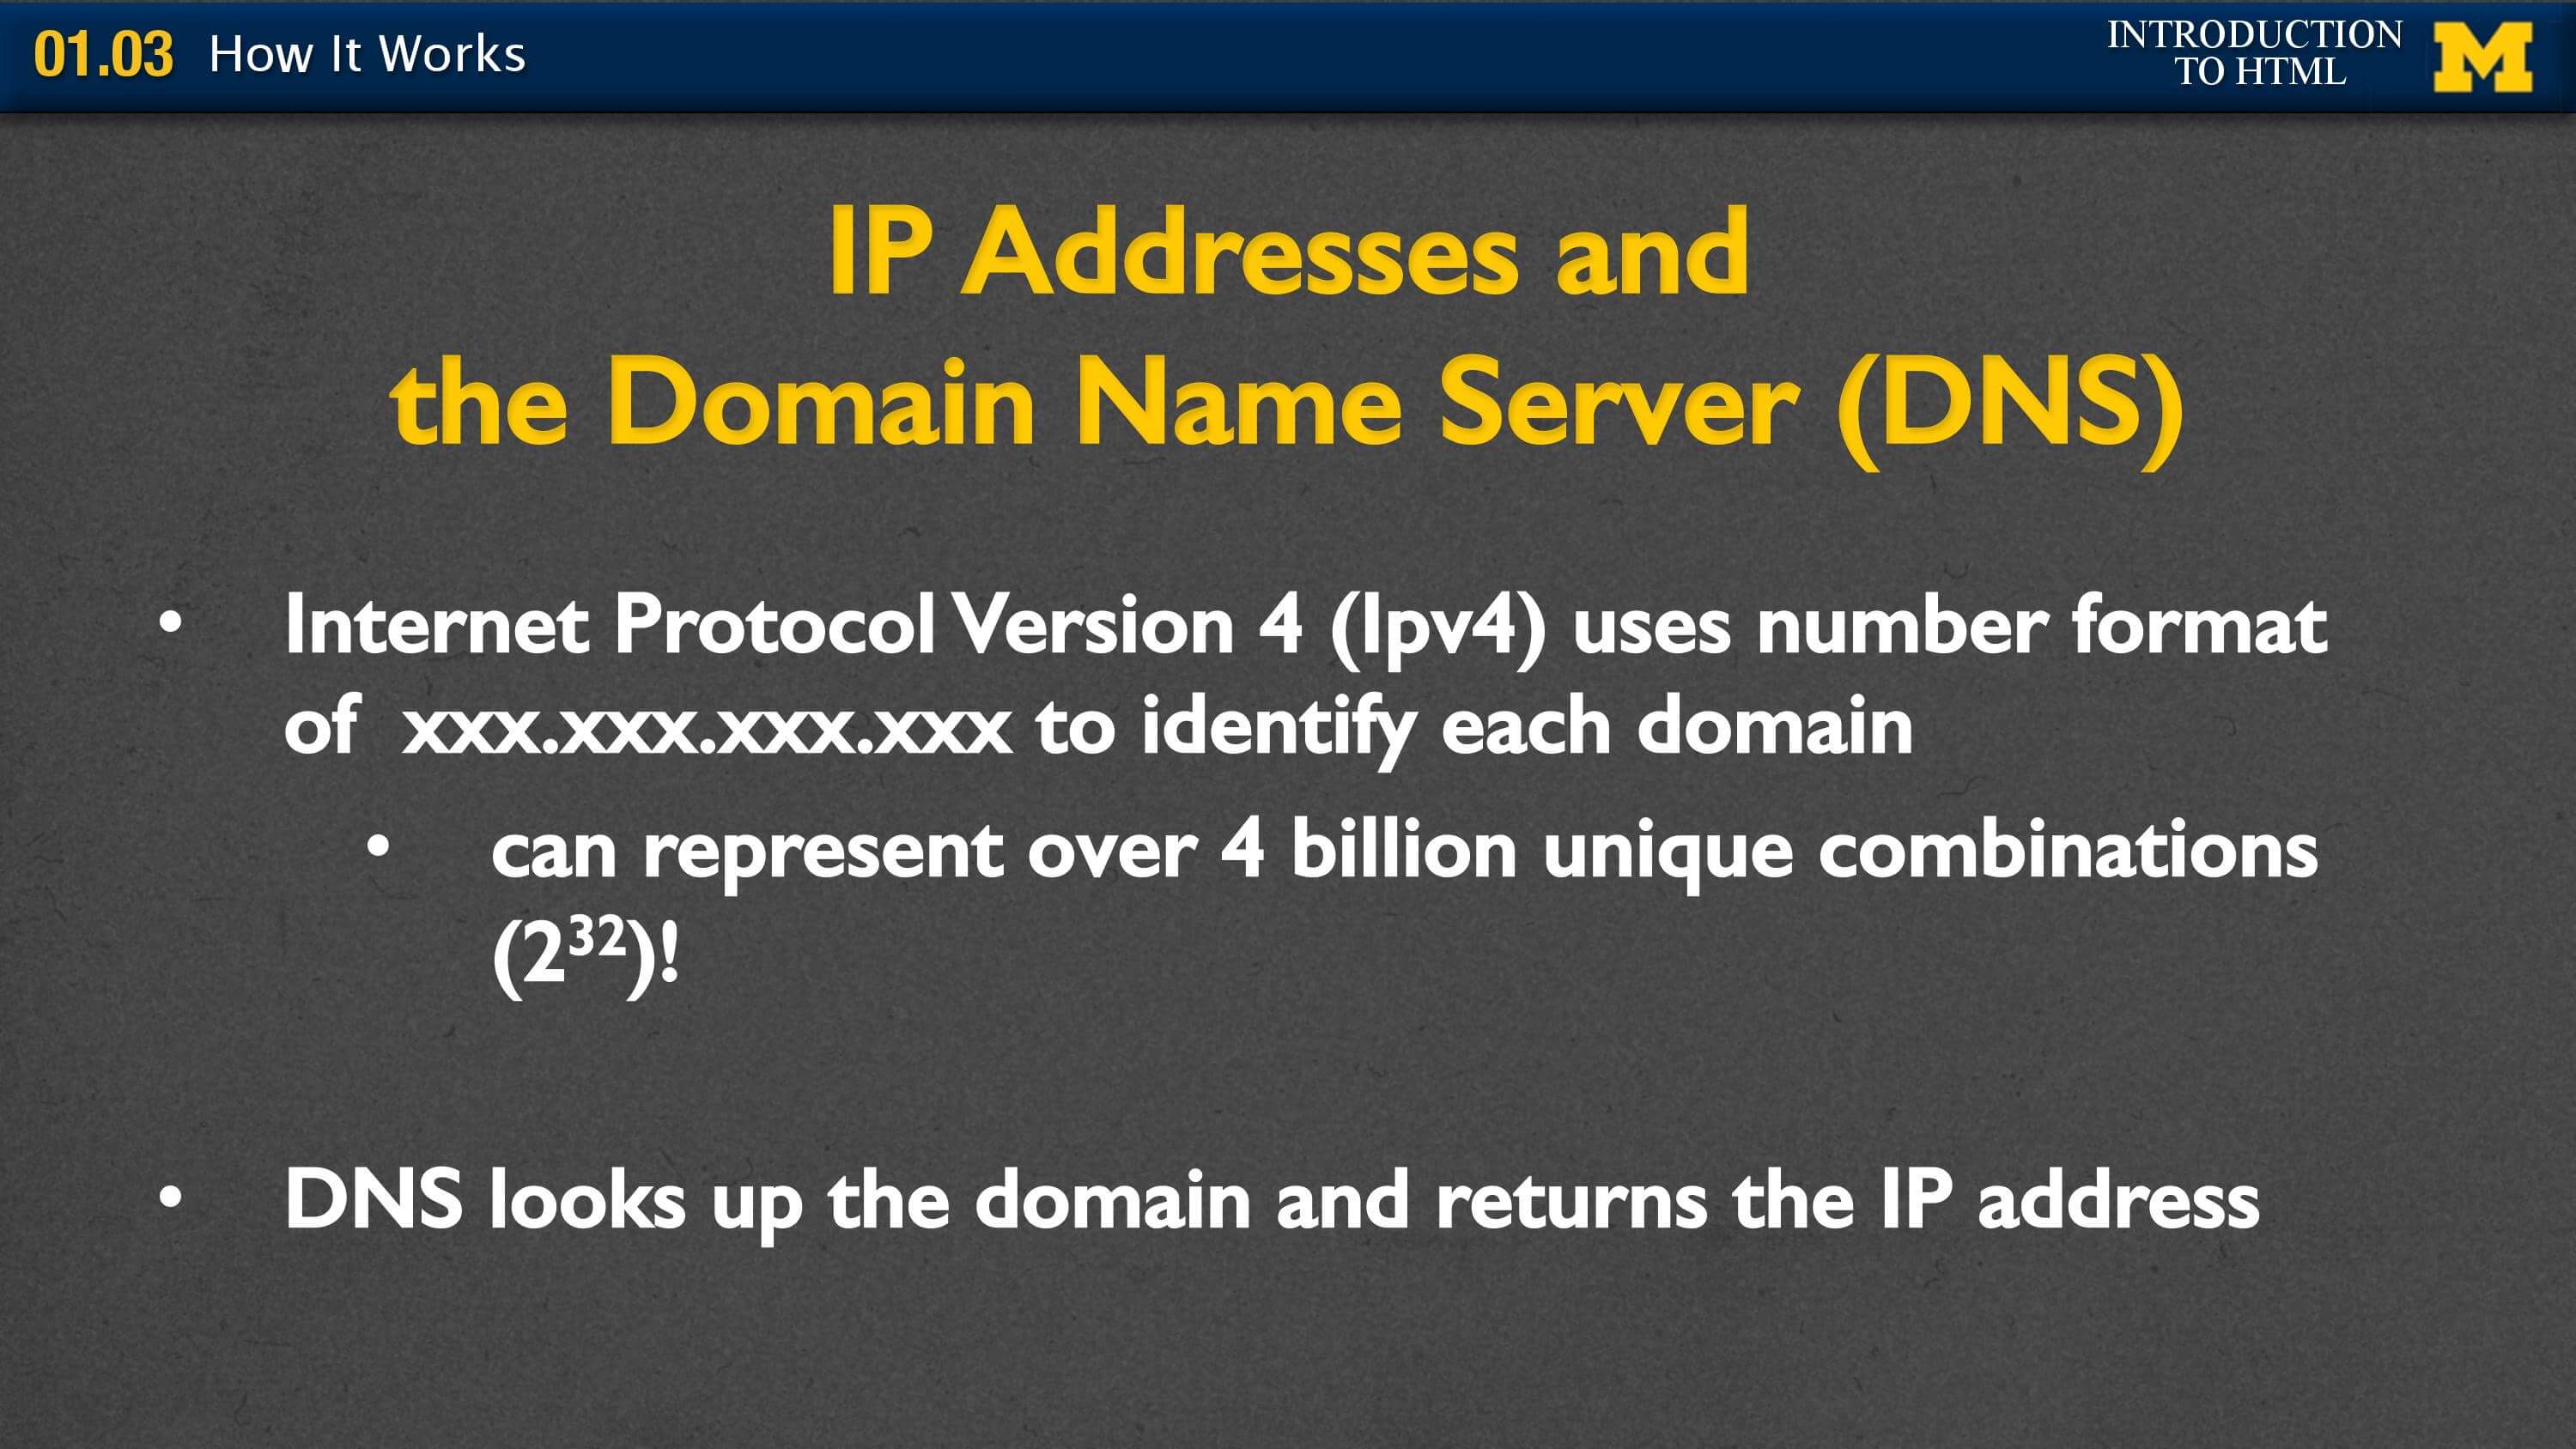 01.03 How It Works
INTRODUCTION
TO HTML
M
IP Addresses and
the Domain Name Server (DNS)
• Internet Protocol Version 4 (Ipv4) uses number format
of xxx.xxx.xxx.xxx to identify each domain
• can represent over 4 billion unique combinations
(2³²)!
• DNS looks up the domain and returns the IP address